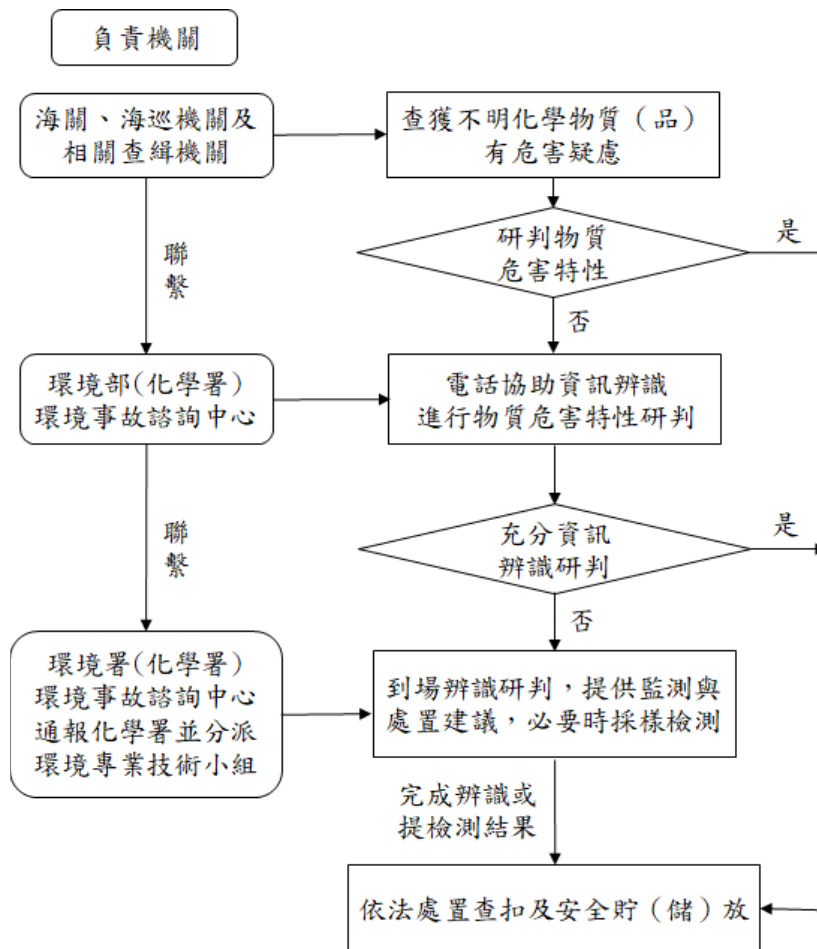 負責機關
海關、海巡機關及
相關查緝機關
查獲不明化學物質（品）
有危害疑慮
研判物質
危害特性
是
聯
繫
否
環境部(化學署)
環境事故諮詢中心
電話協助資訊辨識
進行物質危害特性研判
聯
繫
充分資訊
辨識研判
是
否
環境署(化學署)
環境事故諮詢中心
通報化學署並分派
環境專業技術小組
到場辨識研判，提供監測與
處置建議，必要時採樣檢測
完成辨識或
提檢測結果
依法處置查扣及安全貯（儲）放